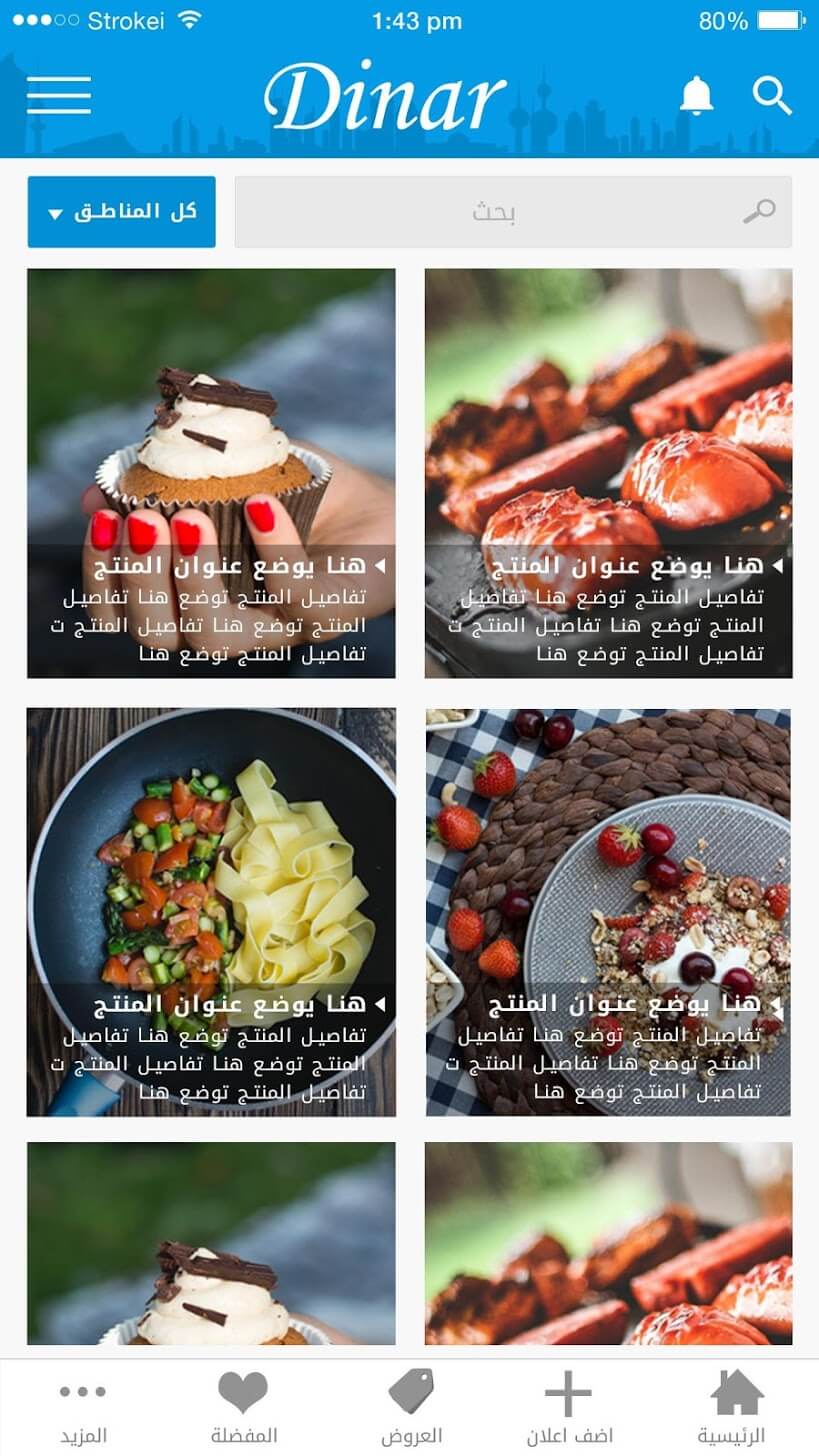 Strokei
1:43 pm
80%
Dinar
كل المناطق
بحث
هنا يوضع عنوان المنتج
تفاصيل المنتج توضع هنا تفاصيل
المنتج توضع هنا تفاصيل المنتج ت
تفاصيل المنتج توضع هنا
هنا يوضع عنوان المنتج
تفاصيل المنتج توضع هنا تفاصيل
المنتج توضع هنا تفاصيل المنتج ت
تفاصيل المنتج توضع هنا
هنا يوضع عنوان المنتج
تفاصيل المنتج توضع هنا تفاصيل
المنتج توضع هنا تفاصيل المنتج ت
تفاصيل المنتج توضع هنا
هنا يوضع عنوان المنتج
تفاصيل المنتج توضع هنا تفاصيل
المنتج توضع هنا تفاصيل المنتج ت
تفاصيل المنتج توضع هنا
الرئيسية
اضف اعلان
العروض
المفضلة
المزيد